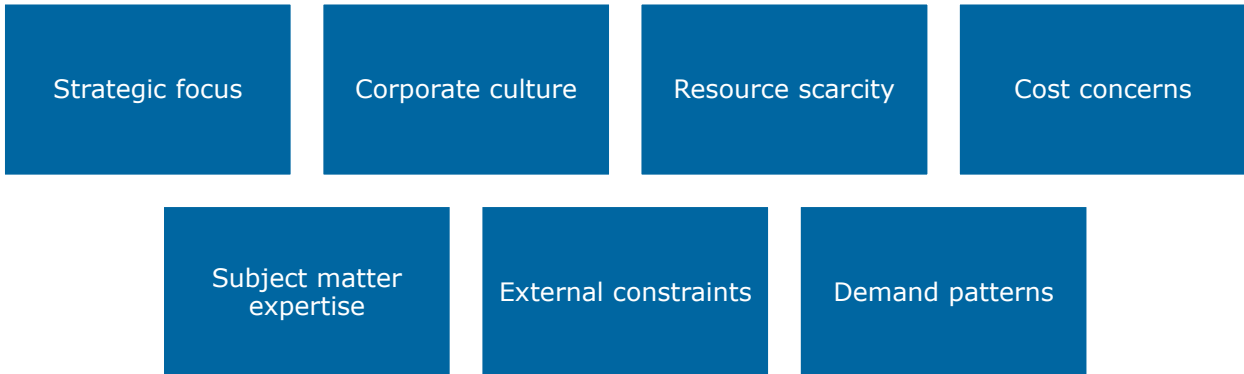 Strategic focus
Corporate culture
Resource scarcity
Cost concerns
Subject matter
expertise
External constraints
Demand patterns